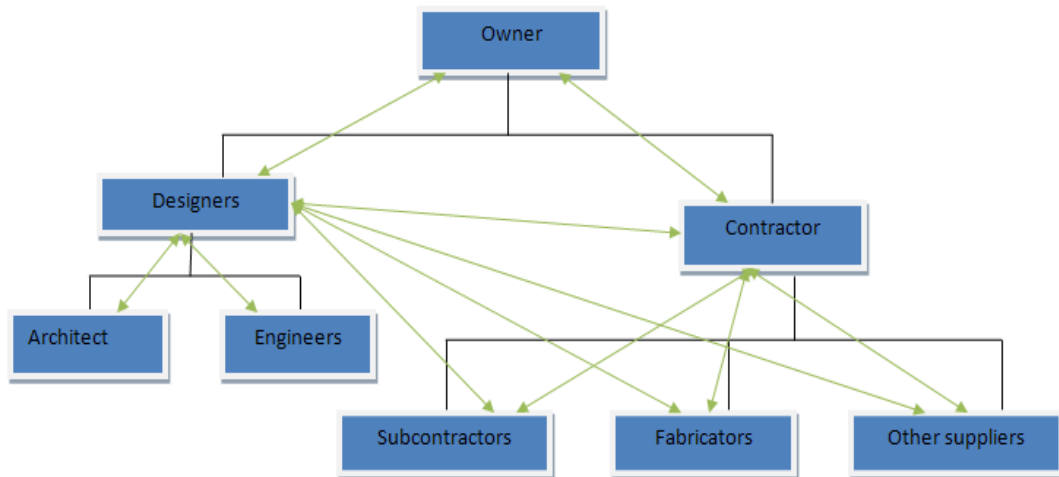 Owner
Designers
Contractor
Architect
Engineers
Subcontractors
Fabricators
Other suppliers